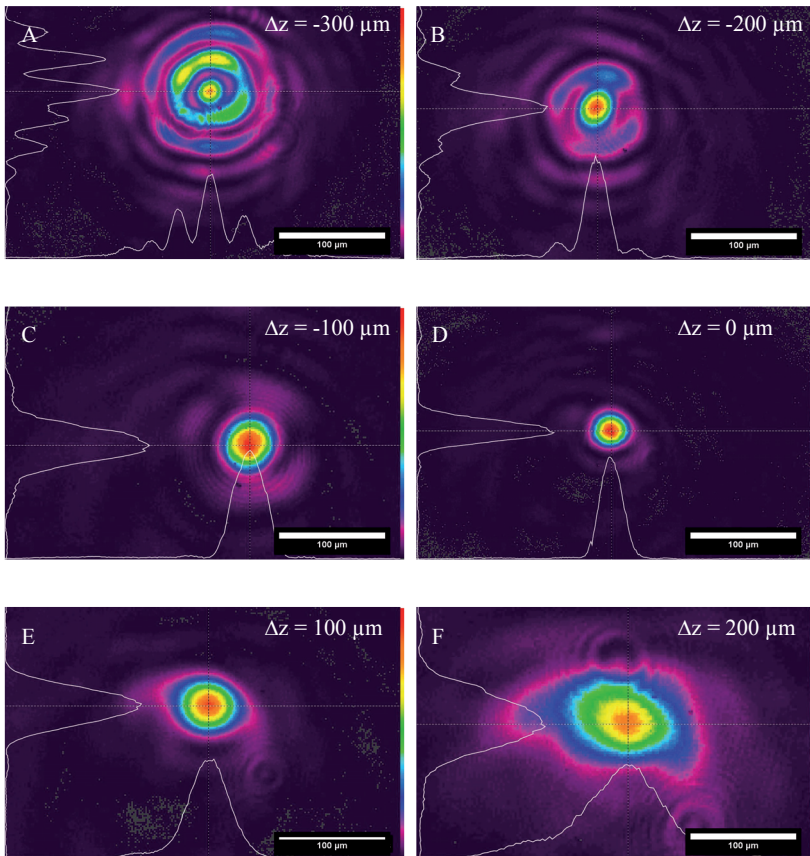 A
Δz = -300 µm
100 µm
B
Δz = -200 µm
100 µm
C
Δz = -100 µm
100 µm
D
Δz = 0 µm
100 µm
E
Δz = 100 µm
100 µm
F
Δz = 200 µm
100 µm